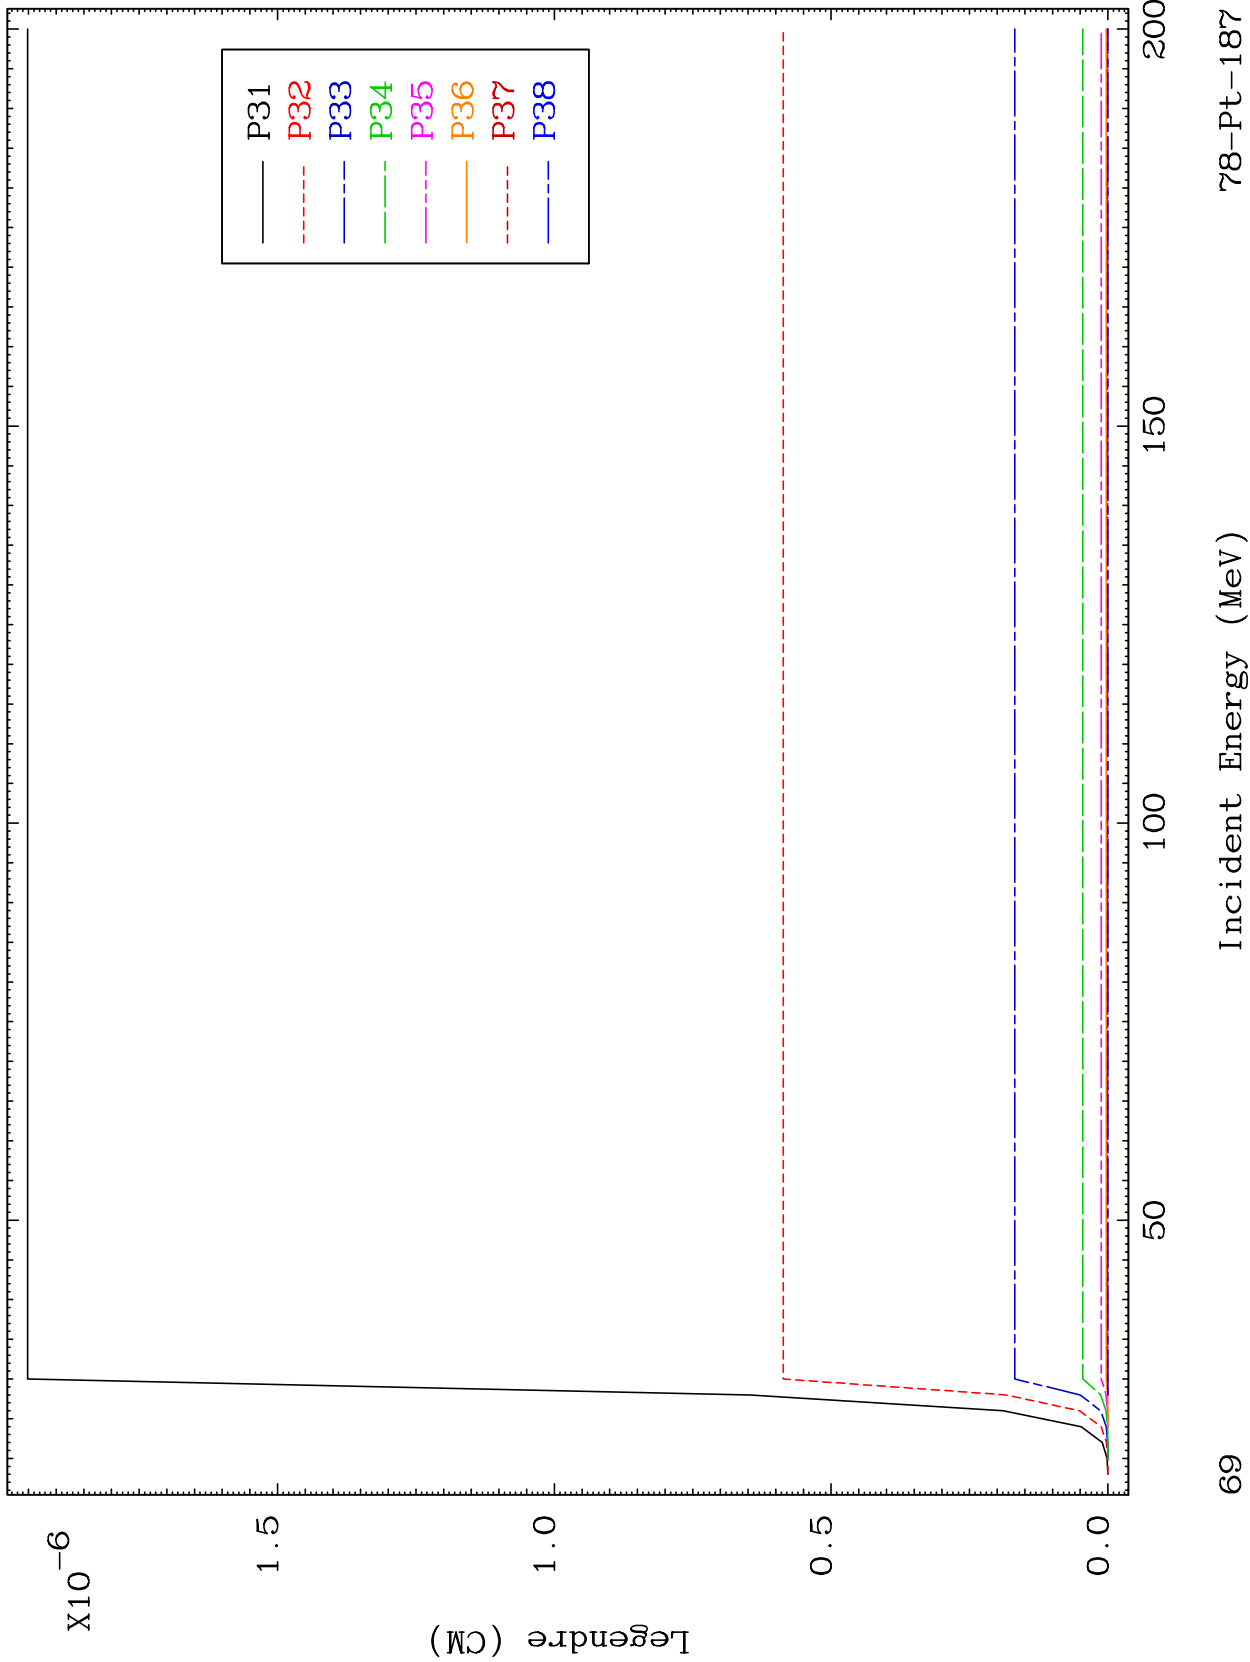 X10-6
1.5
1.0
0.5
0.0
Legendre (CM)
P31
P32
P33
P34
P35
P36
P37
P38
50
100
150
200
Incident Energy (MeV)
69
78-Pt-187